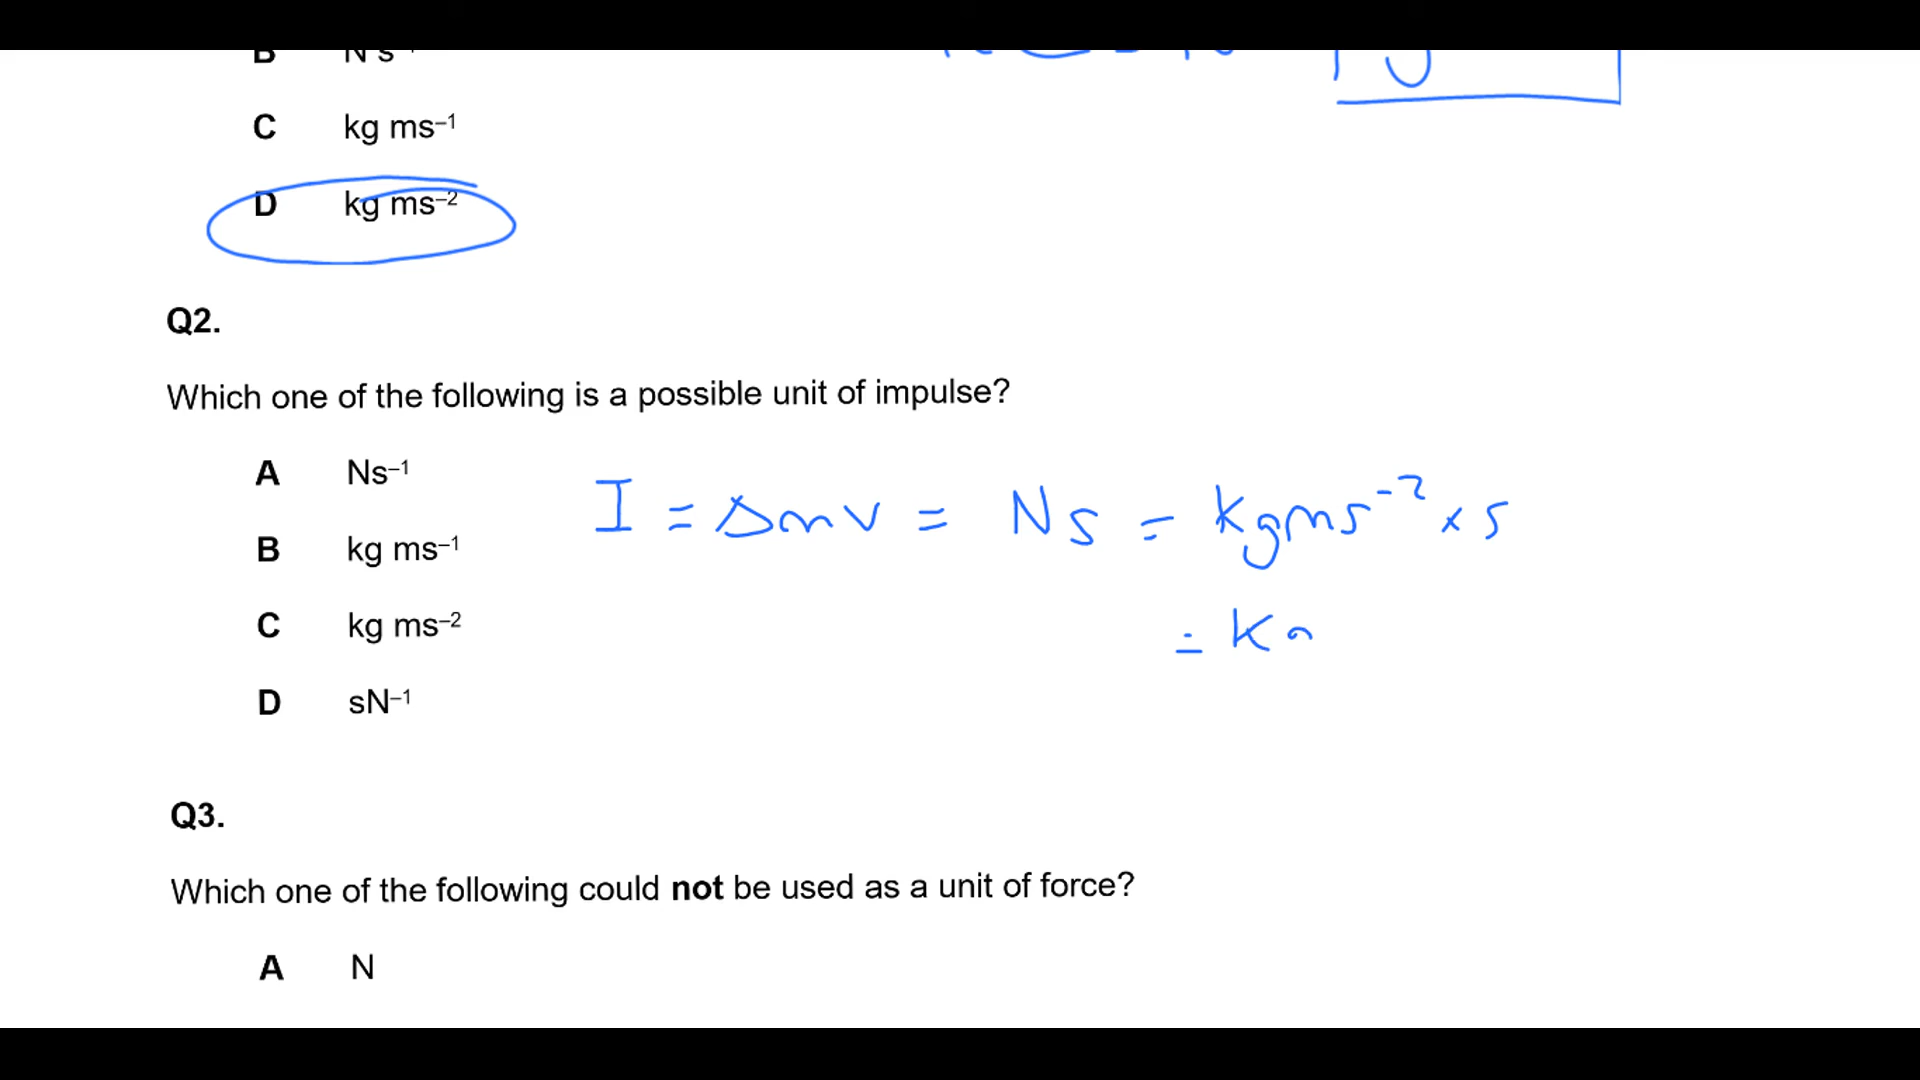 B N s⁻¹
C kg ms⁻¹
D kg ms⁻²
Q2.
Which one of the following is a possible unit of impulse?
A Ns⁻¹
I = Δmv = Ns = kgms⁻² × s
B kg ms⁻¹
C kg ms⁻²
= k
D sN⁻¹
Q3.
Which one of the following could not be used as a unit of force?
A N